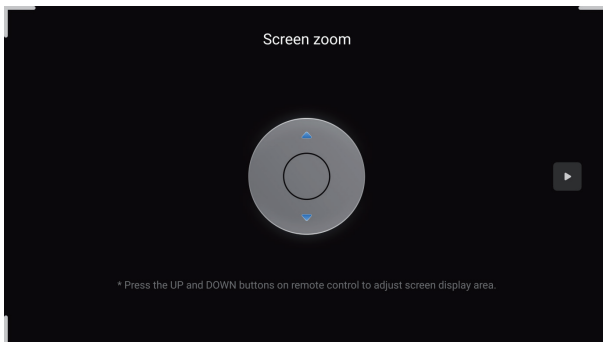 Screen zoom
* Press the UP and DOWN buttons on remote control to adjust screen display area.